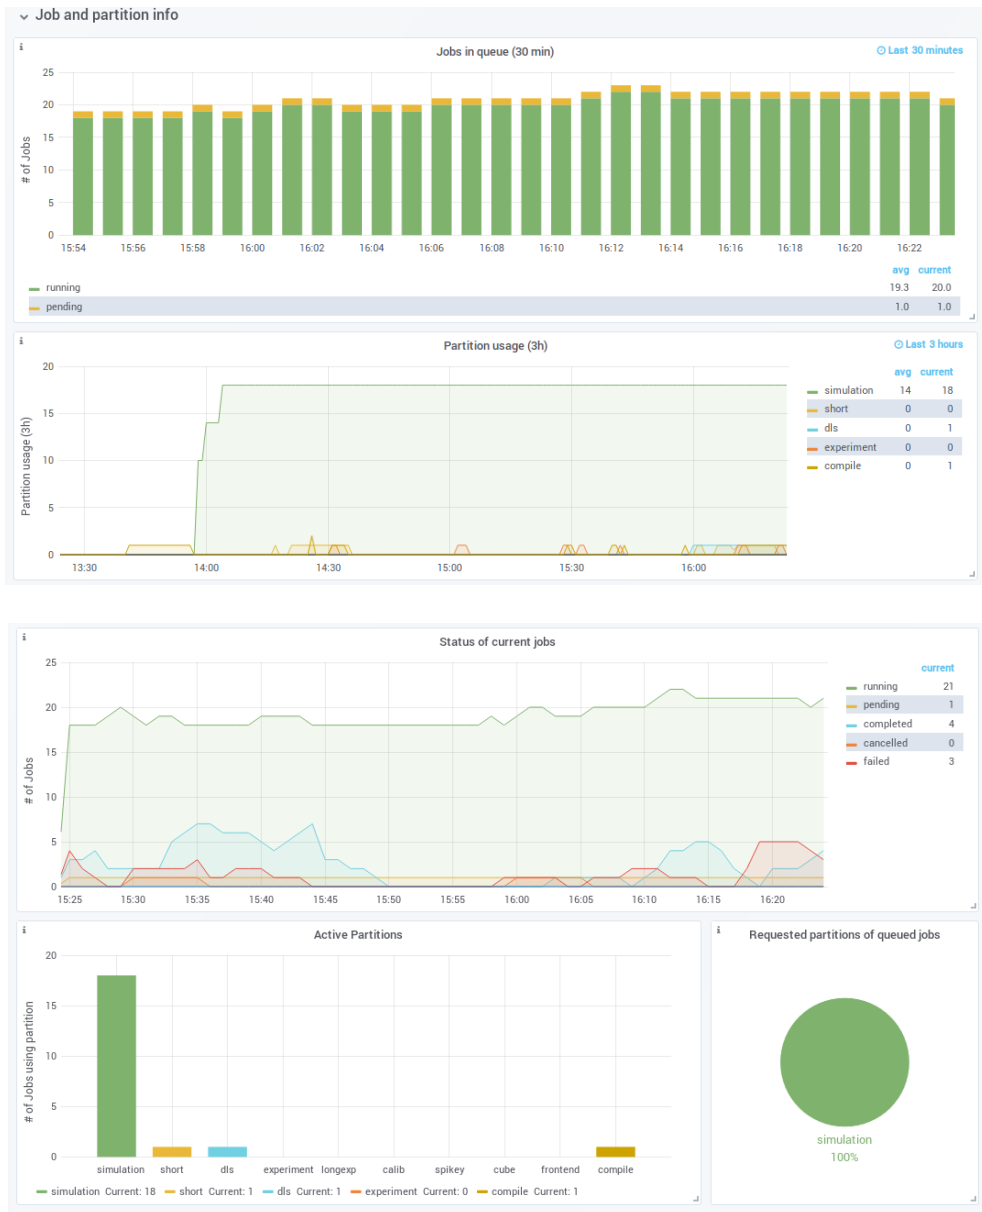 Job and partition info
i
Jobs in queue (30 min)
Last 30 minutes
# of Jobs
25
20
15
10
5
0
15:54 15:56 15:58 16:00 16:02 16:04 16:06 16:08 16:10 16:12 16:14 16:16 16:18 16:20 16:22
avg current
running 19.3 20.0
pending 1.0 1.0
i
Partition usage (3h)
Last 3 hours
Partition usage (3h)
20
15
10
5
0
13:30 14:00 14:30 15:00 15:30 16:00
avg current
simulation 14 18
short 0 0
dls 0 1
experiment 0 0
compile 0 1
i
Status of current jobs
# of Jobs
25
20
15
10
5
0
15:25 15:30 15:35 15:40 15:45 15:50 15:55 16:00 16:05 16:10 16:15 16:20
current
running 21
pending 1
completed 4
cancelled 0
failed 3
i
Active Partitions
# of Jobs using partition
20
15
10
5
0
simulation short dls experiment longexp calib spikey cube frontend compile
simulation Current: 18 short Current: 1 dls Current: 1 experiment Current: 0 compile Current: 1
i
Requested partitions of queued jobs
simulation
100%